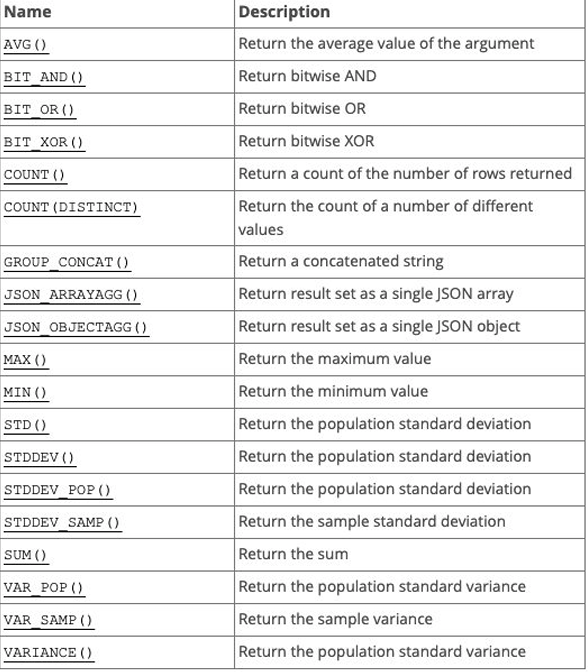 Name Description
AVG() Return the average value of the argument
BIT_AND() Return bitwise AND
BIT_OR() Return bitwise OR
BIT_XOR() Return bitwise XOR
COUNT() Return a count of the number of rows returned
COUNT(DISTINCT) Return the count of a number of different
values
GROUP_CONCAT() Return a concatenated string
JSON_ARRAYAGG() Return result set as a single JSON array
JSON_OBJECTAGG() Return result set as a single JSON object
MAX() Return the maximum value
MIN() Return the minimum value
STD() Return the population standard deviation
STDDEV() Return the population standard deviation
STDDEV_POP() Return the population standard deviation
STDDEV_SAMP() Return the sample standard deviation
SUM() Return the sum
VAR_POP() Return the population standard variance
VAR_SAMP() Return the sample variance
VARIANCE() Return the population standard variance